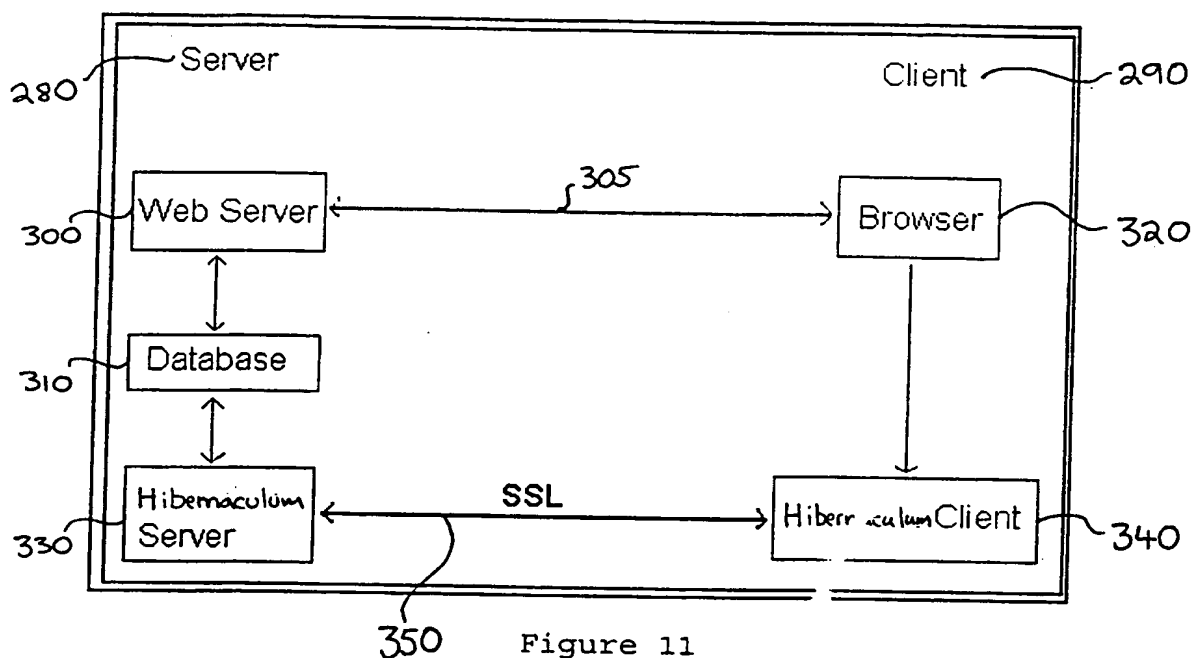 Server
Client
280
290
305
Web Server
Browser
300
320
Database
310
SSL
Hibernaculum
Server
Client
330
340
350
Figure 11